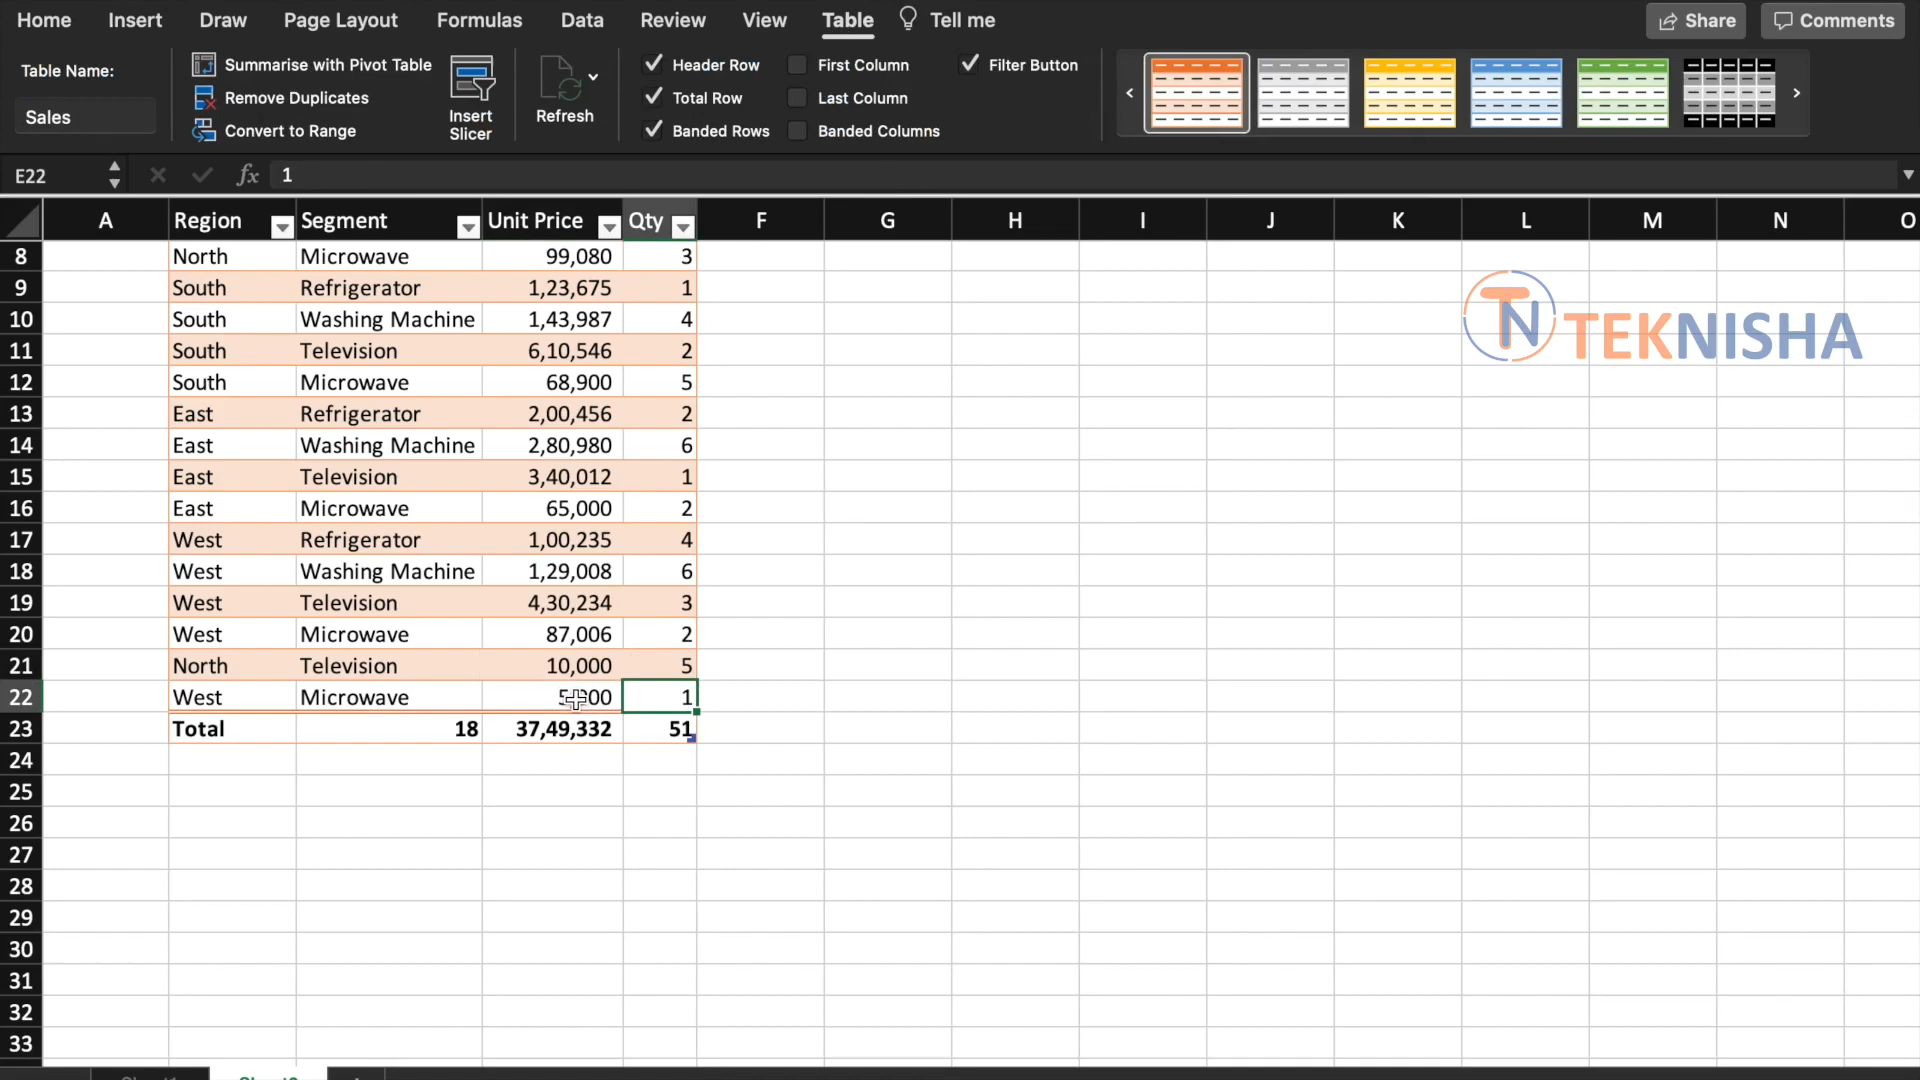 Home Insert Draw Page Layout Formulas Data Review View Table Tell me Share Comments
Table Name:
Sales
Summarise with Pivot Table
Remove Duplicates
Convert to Range
Insert
Slicer
Refresh
Header Row First Column Filter Button
Total Row Last Column
Banded Rows Banded Columns
E22 fx 1
A Region Segment Unit Price Qty F G H I J K L M N O
8 North Microwave 99,080 3
9 South Refrigerator 1,23,675 1
10 South Washing Machine 1,43,987 4
11 South Television 6,10,546 2
12 South Microwave 68,900 5
13 East Refrigerator 2,00,456 2
14 East Washing Machine 2,80,980 6
15 East Television 3,40,012 1
16 East Microwave 65,000 2
17 West Refrigerator 1,00,235 4
18 West Washing Machine 1,29,008 6
19 West Television 4,30,234 3
20 West Microwave 87,006 2
21 North Television 10,000 5
22 West Microwave 1
23 Total 18 37,49,332 51
24
25
26
27
28
29
30
31
32
33
TN TEKNISHA